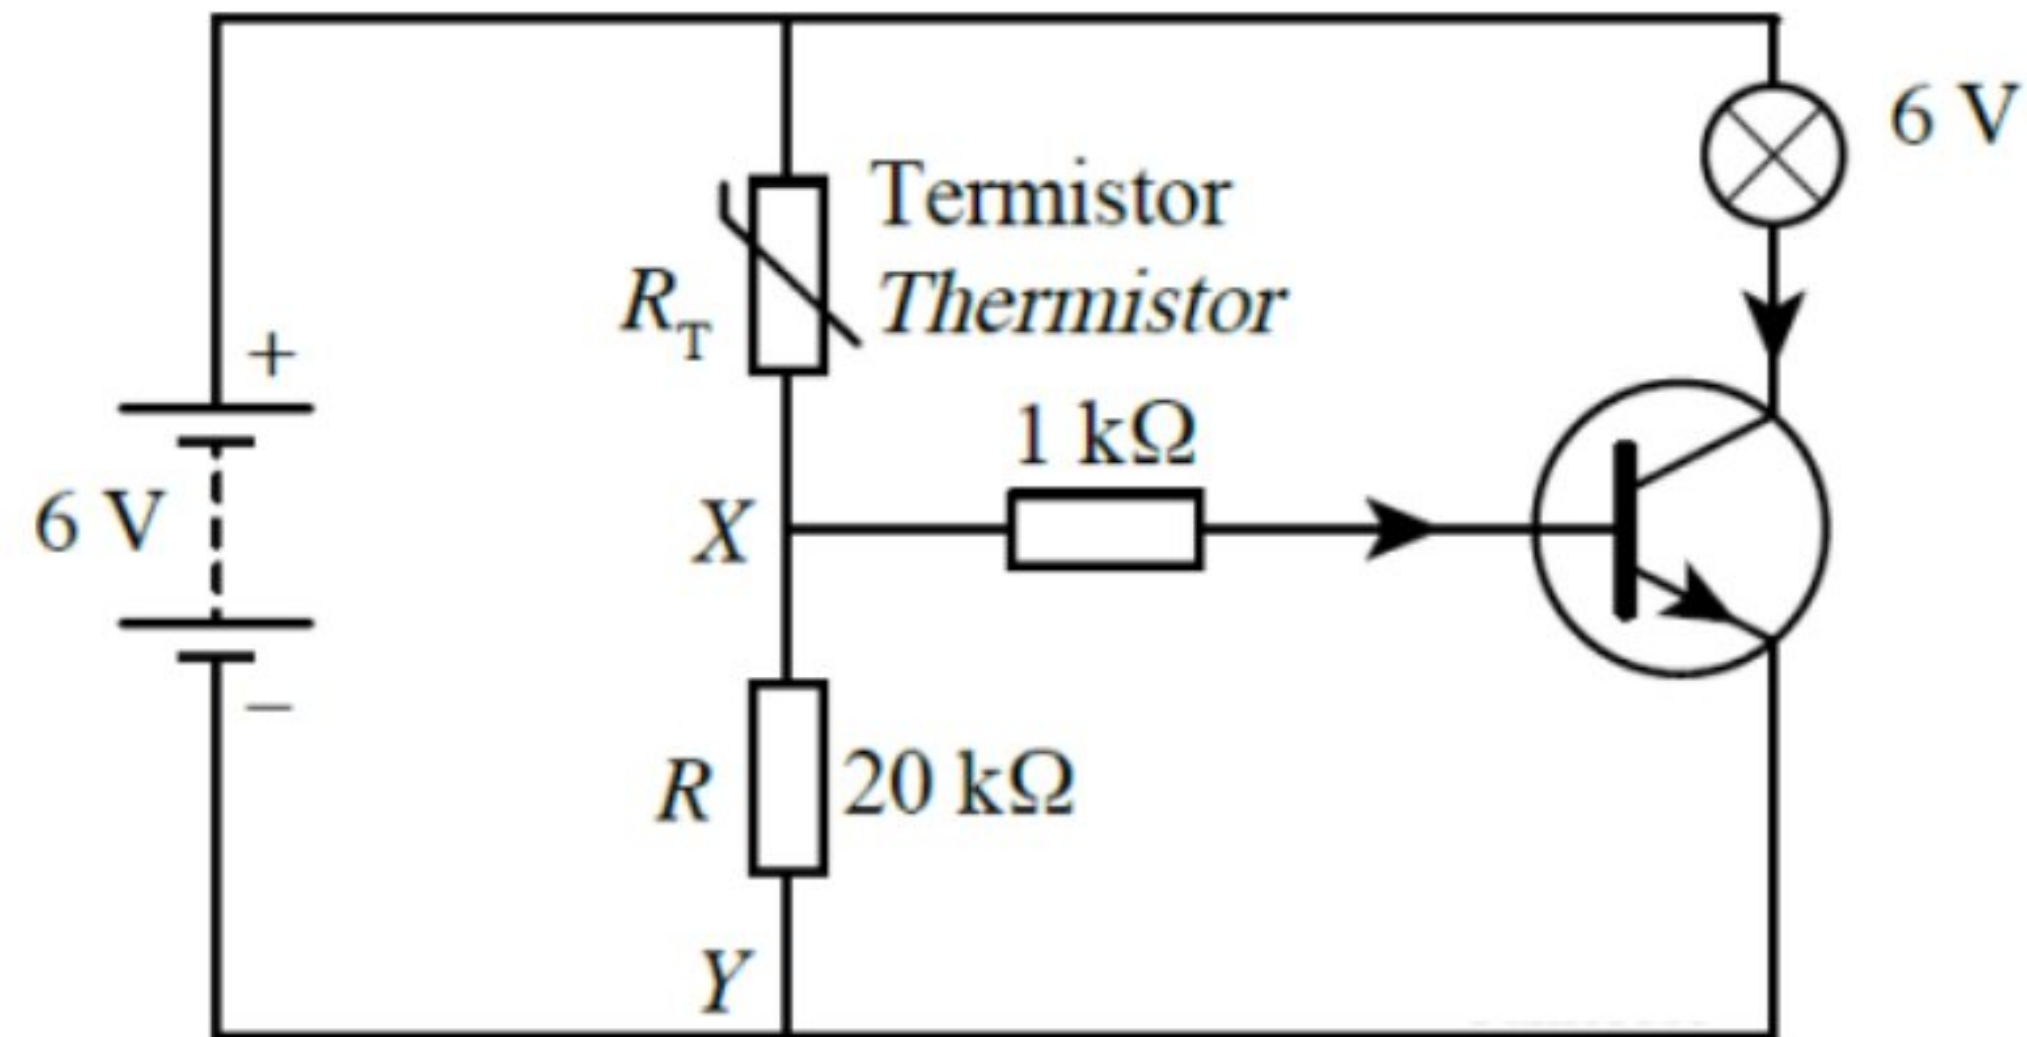 6 V
Termistor
Thermistor
R_T
+
1 kΩ
6 V
X
–
R
20 kΩ
Y